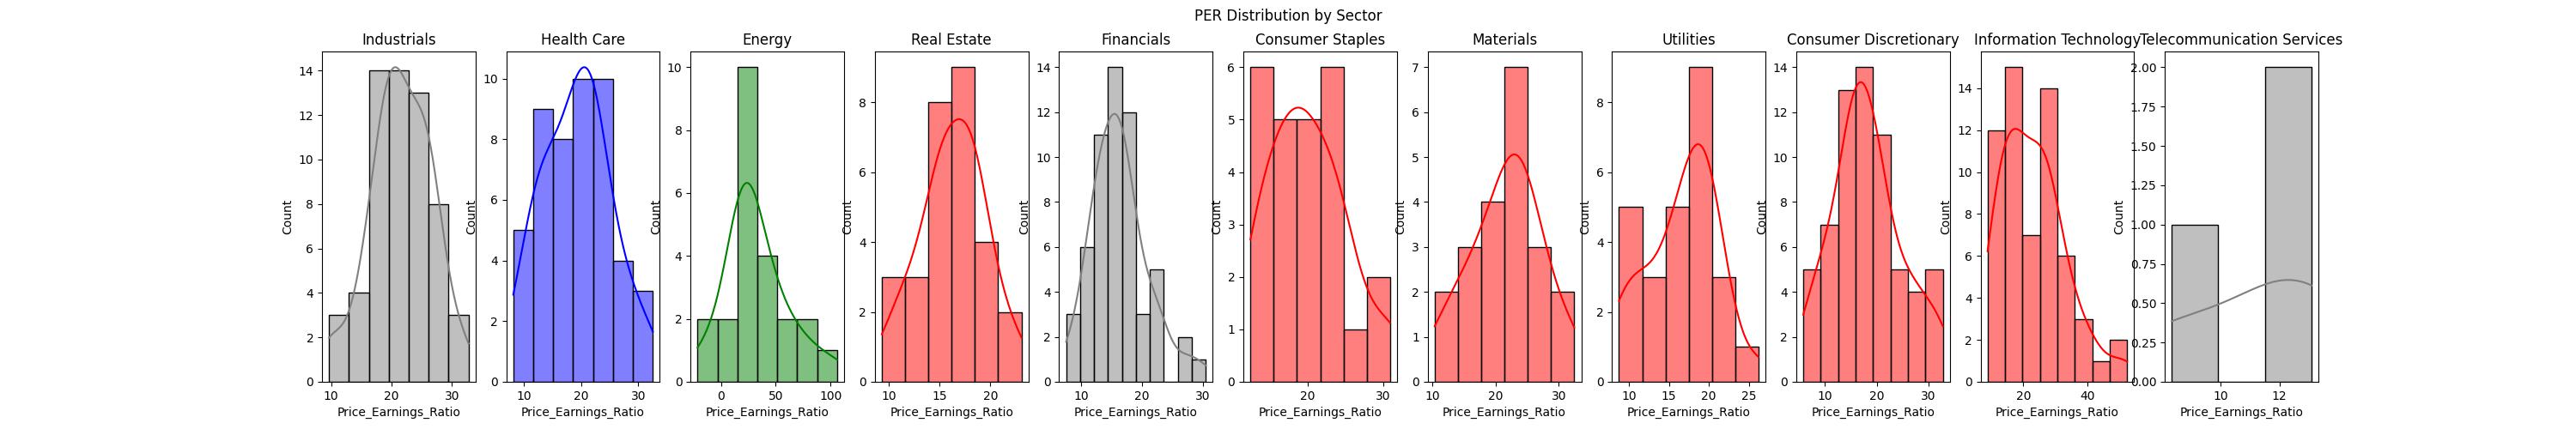 PER Distribution by Sector
Industrials
Count
14
12
10
8
6
4
2
0
10 20 30
Price_Earnings_Ratio
Health Care
Count
10
8
6
4
2
0
10 20 30
Price_Earnings_Ratio
Energy
Count
10
8
6
4
2
0
0 50 100
Price_Earnings_Ratio
Real Estate
Count
8
6
4
2
0
10 15 20
Price_Earnings_Ratio
Financials
Count
14
12
10
8
6
4
2
0
10 20 30
Price_Earnings_Ratio
Consumer Staples
Count
6
5
4
3
2
1
0
20 30
Price_Earnings_Ratio
Materials
Count
7
6
5
4
3
2
1
0
10 20 30
Price_Earnings_Ratio
Utilities
Count
8
6
4
2
0
10 15 20 25
Price_Earnings_Ratio
Consumer Discretionary
Count
14
12
10
8
6
4
2
0
10 20 30
Price_Earnings_Ratio
Information Technology
Count
14
12
10
8
6
4
2
0
20 40
Price_Earnings_Ratio
Telecommunication Services
Count
2.00
1.75
1.50
1.25
1.00
0.75
0.50
0.25
0.00
10 12
Price_Earnings_Ratio